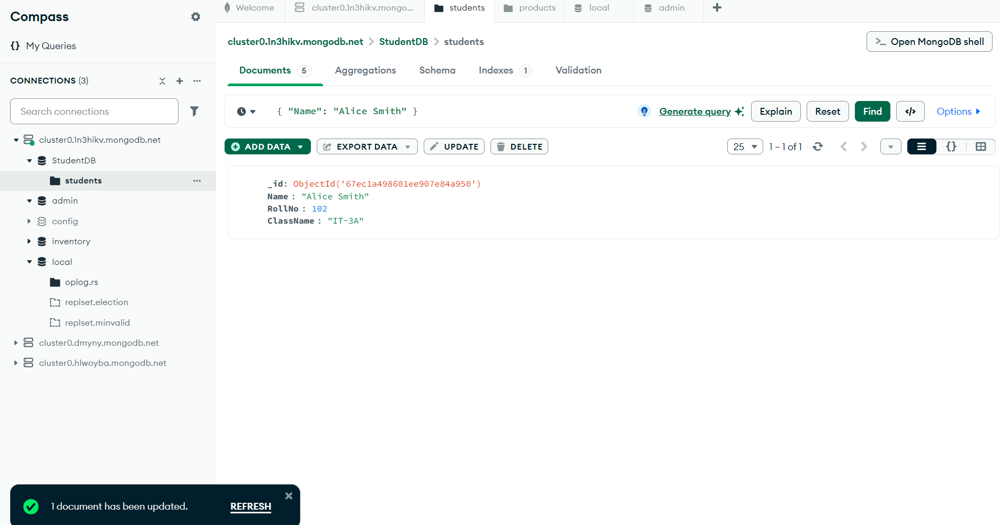 Compass
My Queries
CONNECTIONS (3)
Search connections
cluster0.1n3hikv.mongodb.net
StudentDB
students
admin
config
inventory
local
oplog.rs
replset.election
replset.minvalid
cluster0.dmyny.mongodb.net
cluster0.hlwoyba.mongodb.net
Welcome
cluster0.1n3hikv.mongo...
students
products
local
admin
cluster0.1n3hikv.mongodb.net > StudentDB > students
>_ Open MongoDB shell
Documents 5 Aggregations Schema Indexes 1 Validation
{ "Name": "Alice Smith" }
Generate query Explain Reset Find </> Options
ADD DATA EXPORT DATA UPDATE DELETE
25 1 – 1 of 1 {}
_id: ObjectId('67ec1a498601ee907e84a950')
Name : "Alice Smith"
RollNo : 102
ClassName : "IT-3A"
1 document has been updated. REFRESH